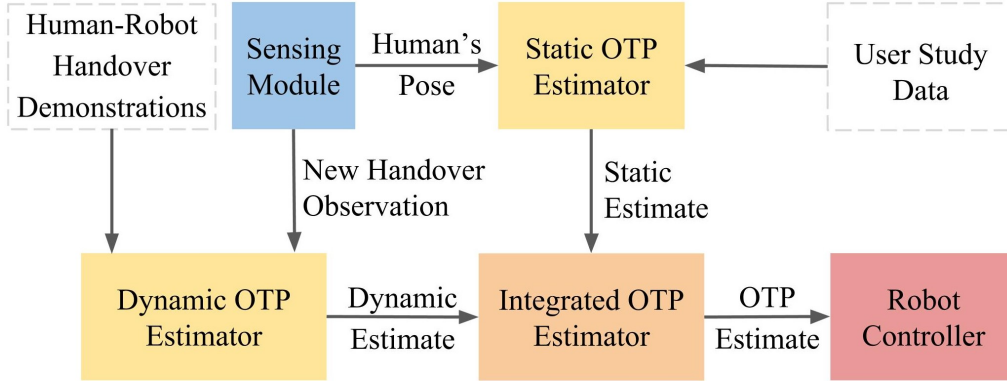 Human-Robot
Handover
Demonstrations
Sensing
Module
Human's
Pose
Static OTP
Estimator
User Study
Data
New Handover
Observation
Static
Estimate
Dynamic OTP
Estimator
Dynamic
Estimate
Integrated OTP
Estimator
OTP
Estimate
Robot
Controller